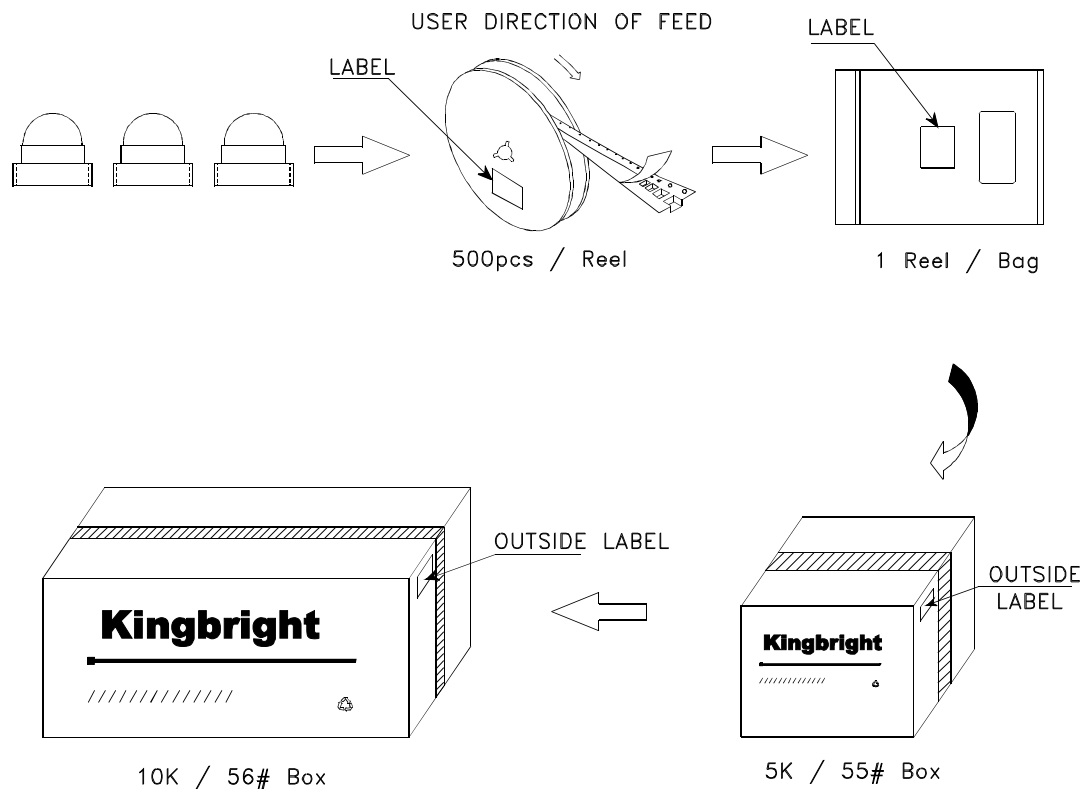 USER DIRECTION OF FEED
LABEL
LABEL
500pcs / Reel
1 Reel / Bag
OUTSIDE LABEL
OUTSIDE
LABEL
Kingbright
Kingbright
10K / 56# Box
5K / 55# Box